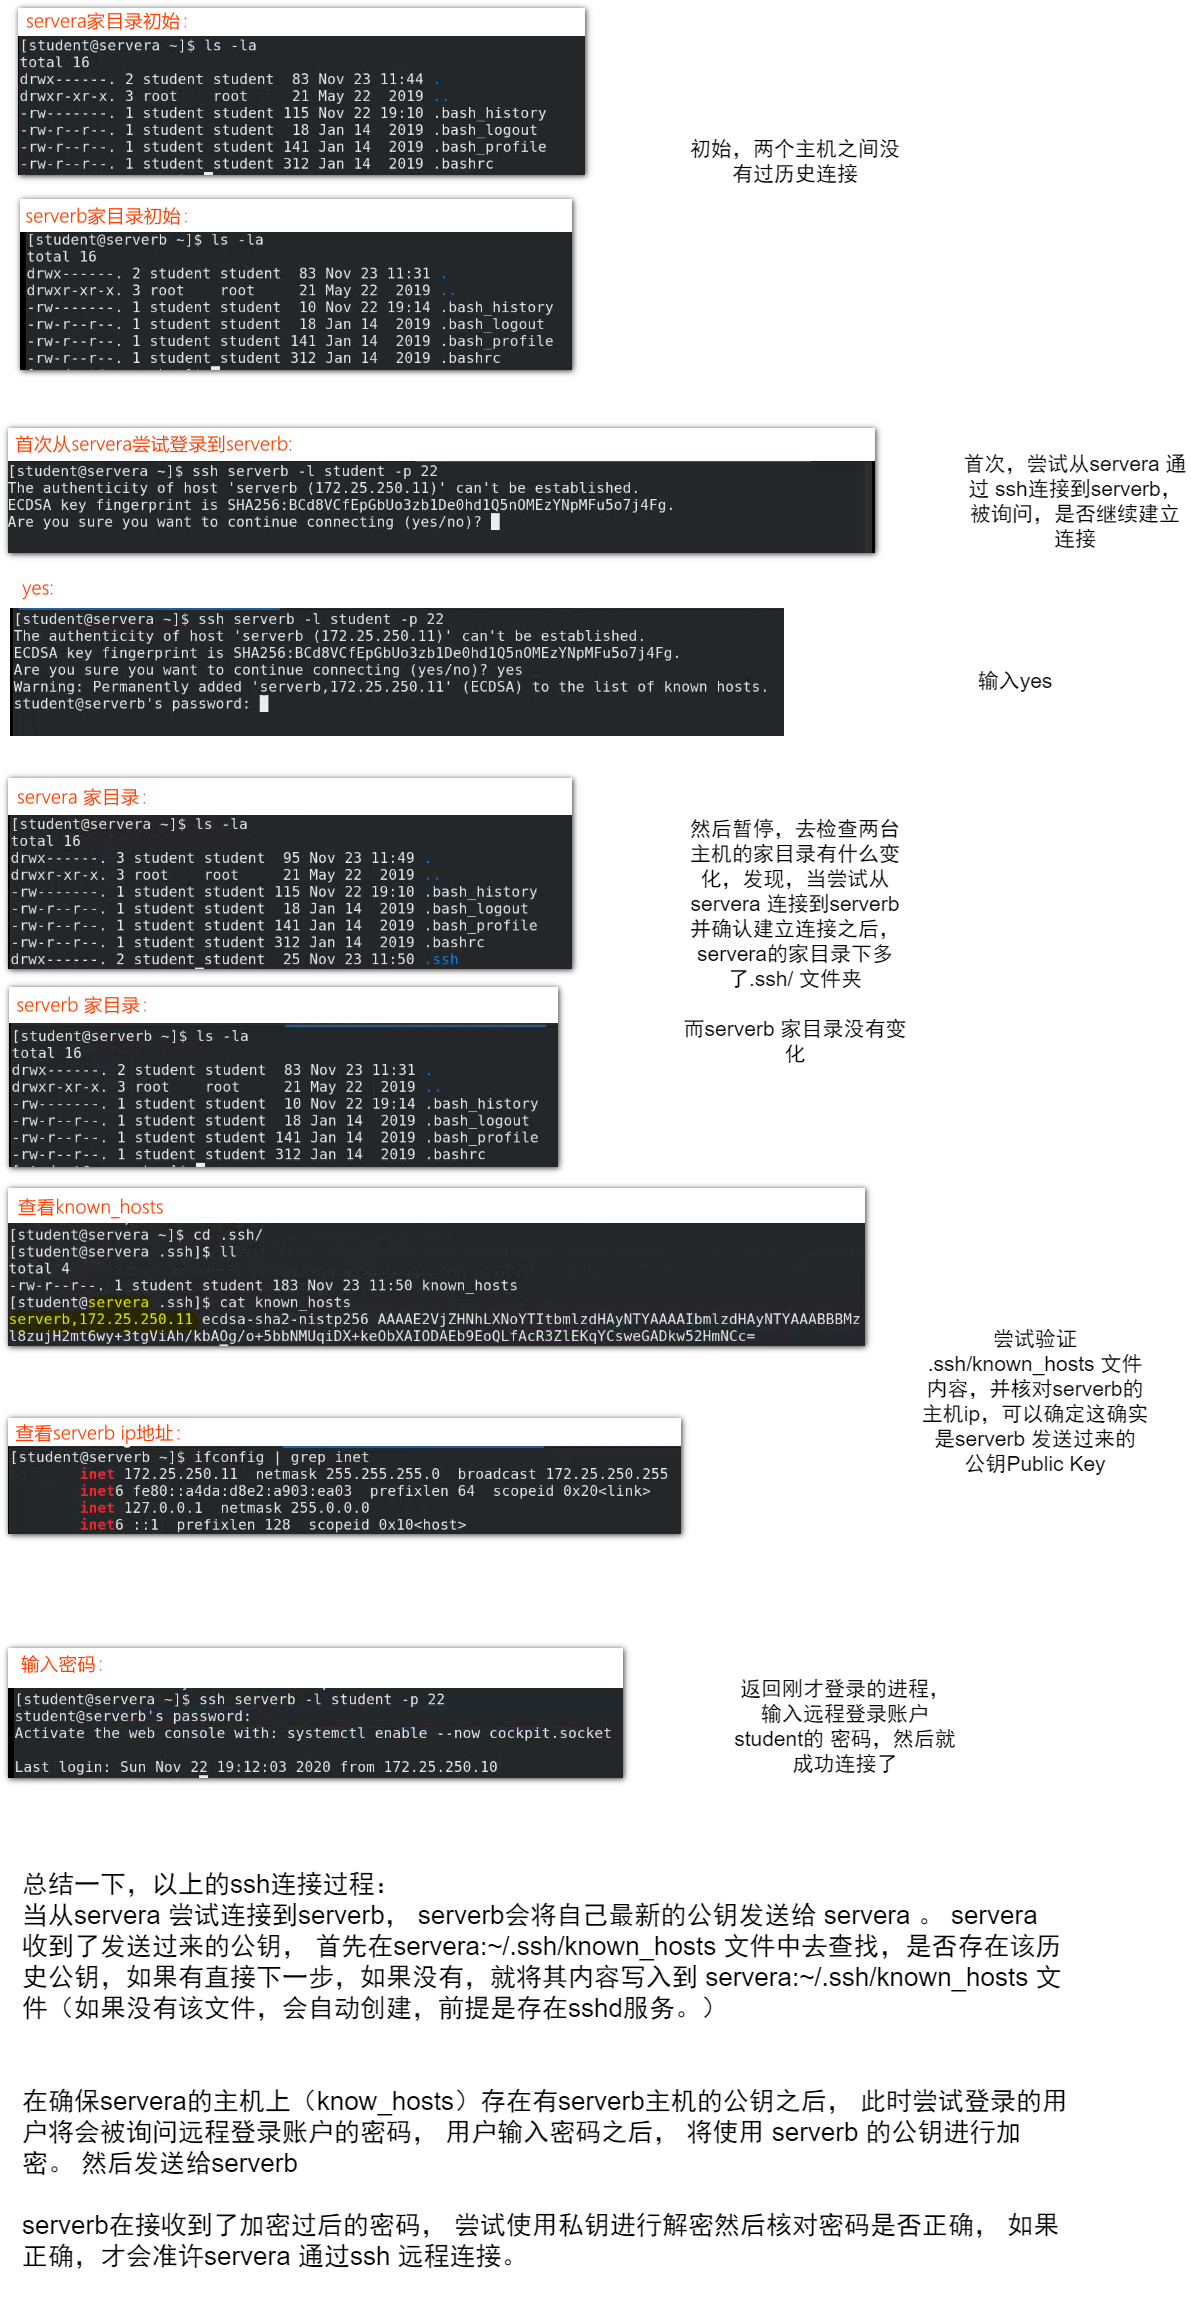 servera家目录初始：
[student@servera ~]$ ls -la
total 16
drwx------. 2 student student  83 Nov 23 11:44 .
drwxr-xr-x. 3 root    root     21 May 22  2019 ..
-rw-------. 1 student student 115 Nov 22 19:10 .bash_history
-rw-r--r--. 1 student student  18 Jan 14  2019 .bash_logout
-rw-r--r--. 1 student student 141 Jan 14  2019 .bash_profile
-rw-r--r--. 1 student student 312 Jan 14  2019 .bashrc
初始，两个主机之间没
有过历史连接
serverb家目录初始：
[student@serverb ~]$ ls -la
total 16
drwx------. 2 student student  83 Nov 23 11:31 .
drwxr-xr-x. 3 root    root     21 May 22  2019 ..
-rw-------. 1 student student  10 Nov 22 19:14 .bash_history
-rw-r--r--. 1 student student  18 Jan 14  2019 .bash_logout
-rw-r--r--. 1 student student 141 Jan 14  2019 .bash_profile
-rw-r--r--. 1 student student 312 Jan 14  2019 .bashrc
首次从servera尝试登录到serverb:
[student@servera ~]$ ssh serverb -l student -p 22
The authenticity of host 'serverb (172.25.250.11)' can't be established.
ECDSA key fingerprint is SHA256:BCd8VCfEpGbUo3zb1De0hd1Q5nOMEzYNpMFu5o7j4Fg.
Are you sure you want to continue connecting (yes/no)?
首次，尝试从servera 通
过 ssh连接到serverb，
被询问，是否继续建立
连接
yes:
[student@servera ~]$ ssh serverb -l student -p 22
The authenticity of host 'serverb (172.25.250.11)' can't be established.
ECDSA key fingerprint is SHA256:BCd8VCfEpGbUo3zb1De0hd1Q5nOMEzYNpMFu5o7j4Fg.
Are you sure you want to continue connecting (yes/no)? yes
Warning: Permanently added 'serverb,172.25.250.11' (ECDSA) to the list of known hosts.
student@serverb's password:
输入yes
servera 家目录：
[student@servera ~]$ ls -la
total 16
drwx------. 3 student student  95 Nov 23 11:49 .
drwxr-xr-x. 3 root    root     21 May 22  2019 ..
-rw-------. 1 student student 115 Nov 22 19:10 .bash_history
-rw-r--r--. 1 student student  18 Jan 14  2019 .bash_logout
-rw-r--r--. 1 student student 141 Jan 14  2019 .bash_profile
-rw-r--r--. 1 student student 312 Jan 14  2019 .bashrc
drwx------. 2 student student  25 Nov 23 11:50 .ssh
然后暂停，去检查两台
主机的家目录有什么变
化，发现，当尝试从
servera 连接到serverb
并确认建立连接之后，
servera的家目录下多
了.ssh/ 文件夹
而serverb 家目录没有变
化
serverb 家目录：
[student@serverb ~]$ ls -la
total 16
drwx------. 2 student student  83 Nov 23 11:31 .
drwxr-xr-x. 3 root    root     21 May 22  2019 ..
-rw-------. 1 student student  10 Nov 22 19:14 .bash_history
-rw-r--r--. 1 student student  18 Jan 14  2019 .bash_logout
-rw-r--r--. 1 student student 141 Jan 14  2019 .bash_profile
-rw-r--r--. 1 student student 312 Jan 14  2019 .bashrc
查看known_hosts
[student@servera ~]$ cd .ssh/
[student@servera .ssh]$ ll
total 4
-rw-r--r--. 1 student student 183 Nov 23 11:50 known_hosts
[student@servera .ssh]$ cat known_hosts
serverb,172.25.250.11 ecdsa-sha2-nistp256 AAAAE2VjZHNhLXNoYTItbmlzdHAyNTYAAAAIbmlzdHAyNTYAAABBBMz
l8zujH2mt6wy+3tgViAh/kbAOg/o+5bbNMUqiDX+keObXAIODAEb9EoQLfAcR3ZlEKqYCsweGADkw52HmNCc=
尝试验证
.ssh/known_hosts 文件
内容，并核对serverb的
主机ip，可以确定这确实
是serverb 发送过来的
公钥Public Key
查看serverb ip地址：
[student@serverb ~]$ ifconfig | grep inet
inet 172.25.250.11  netmask 255.255.255.0  broadcast 172.25.250.255
inet6 fe80::a4da:d8e2:a903:ea03  prefixlen 64  scopeid 0x20<link>
inet 127.0.0.1  netmask 255.0.0.0
inet6 ::1  prefixlen 128  scopeid 0x10<host>
输入密码：
[student@servera ~]$ ssh serverb -l student -p 22
student@serverb's password:
Activate the web console with: systemctl enable --now cockpit.socket
Last login: Sun Nov 22 19:12:03 2020 from 172.25.250.10
返回刚才登录的进程，
输入远程登录账户
student的 密码，然后就
成功连接了
总结一下，以上的ssh连接过程：
当从servera 尝试连接到serverb， serverb会将自己最新的公钥发送给 servera 。 servera
收到了发送过来的公钥， 首先在servera:~/.ssh/known_hosts 文件中去查找，是否存在该历
史公钥，如果有直接下一步，如果没有，就将其内容写入到 servera:~/.ssh/known_hosts 文
件（如果没有该文件，会自动创建，前提是存在sshd服务。）
在确保servera的主机上（know_hosts）存在有serverb主机的公钥之后， 此时尝试登录的用
户将会被询问远程登录账户的密码， 用户输入密码之后， 将使用 serverb 的公钥进行加
密。 然后发送给serverb
serverb在接收到了加密过后的密码， 尝试使用私钥进行解密然后核对密码是否正确， 如果
正确，才会准许servera 通过ssh 远程连接。